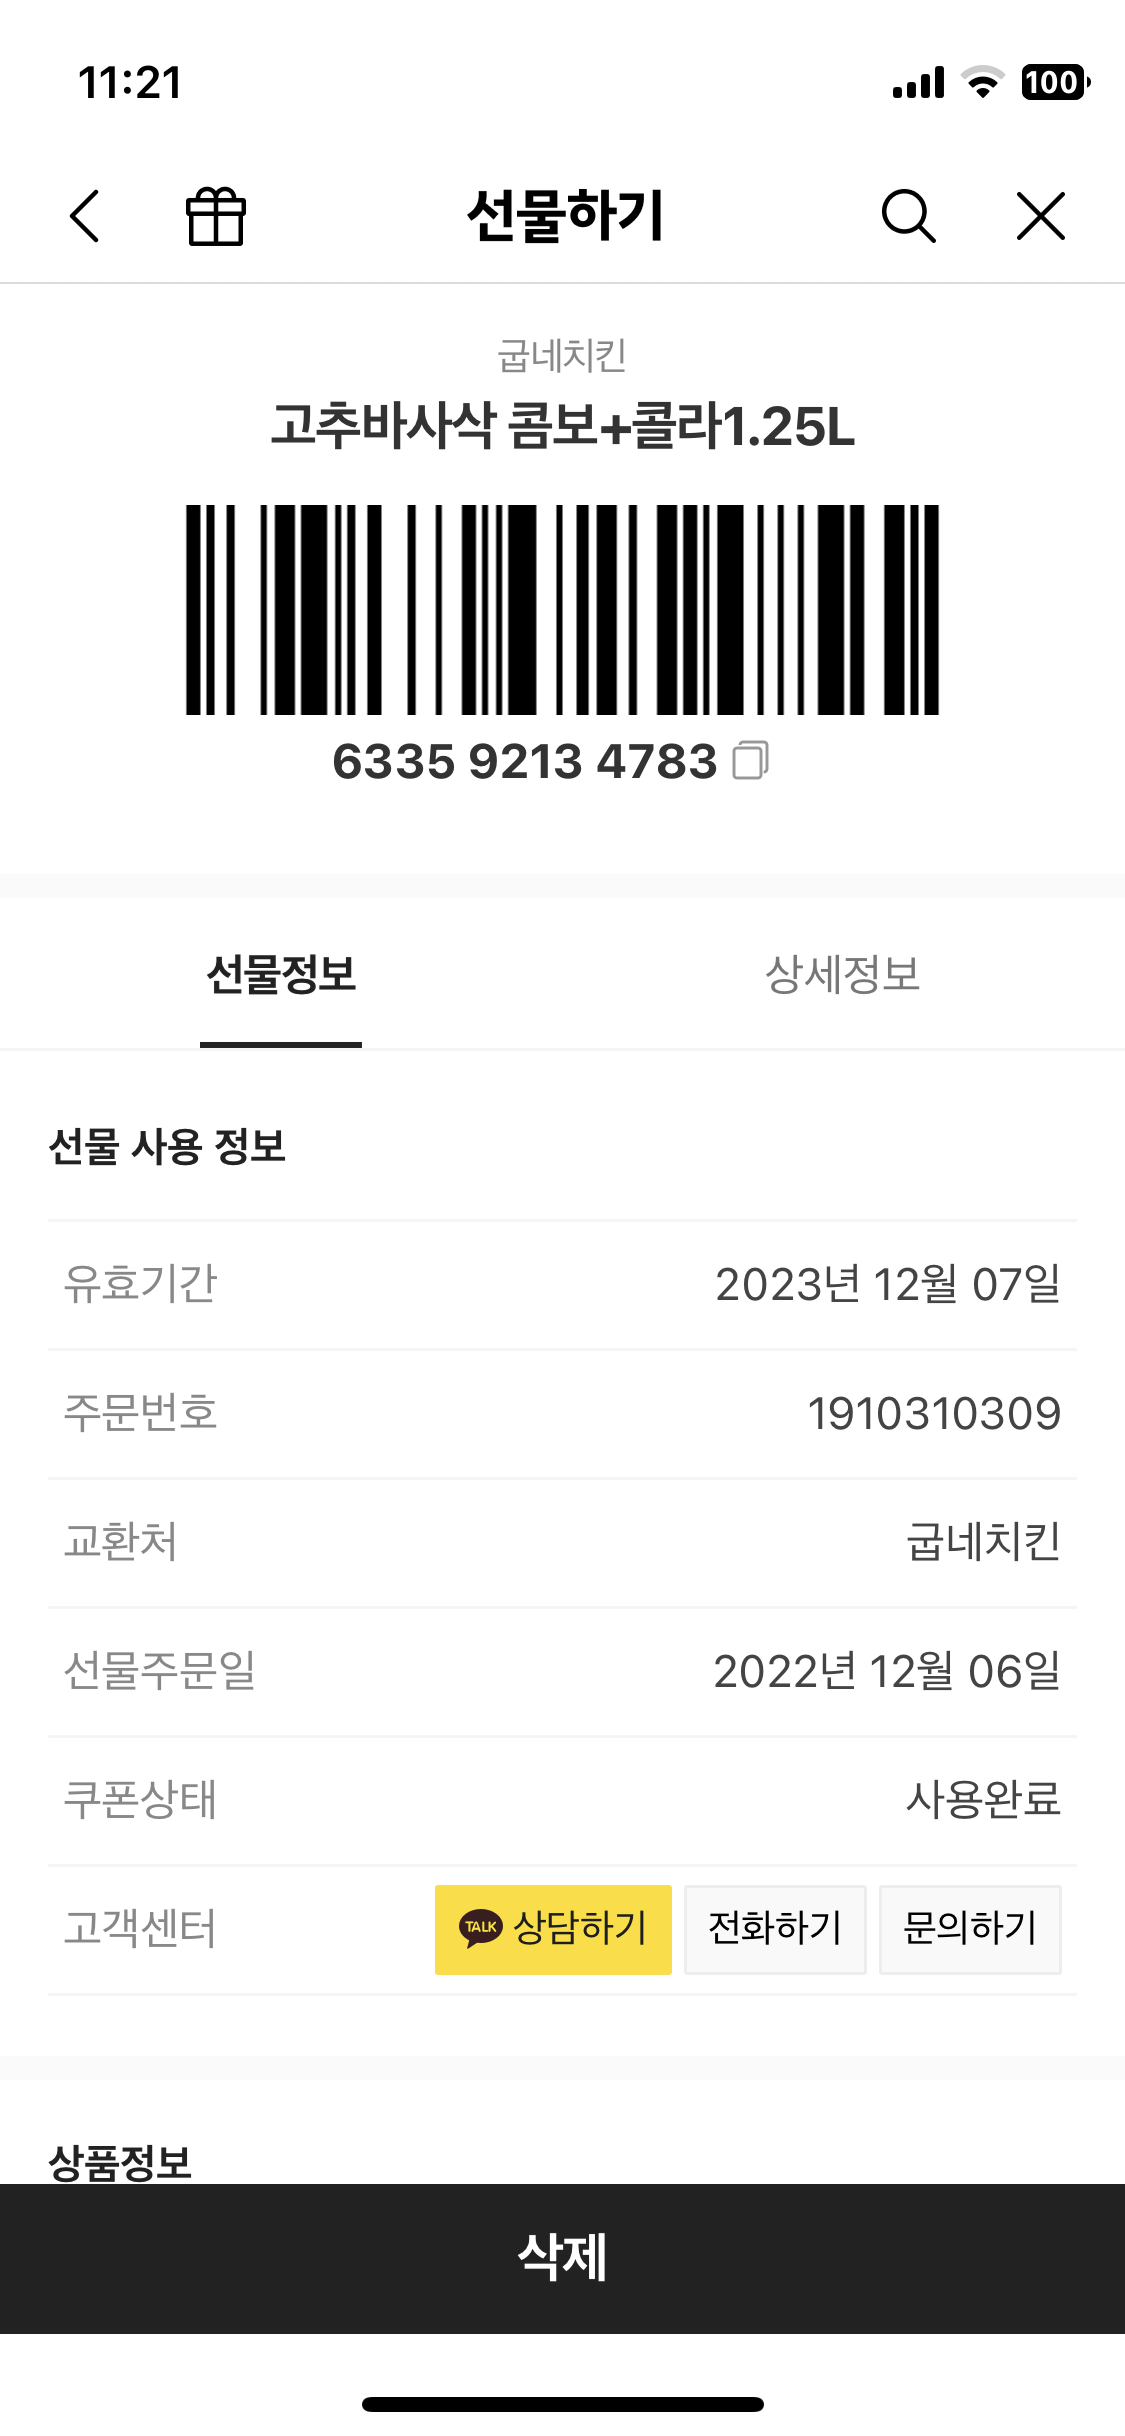 11:21
100
선물하기
굽네치킨
고추바사삭 콤보+콜라1.25L
6335 9213 4783
선물정보
상세정보
선물 사용 정보
유효기간 2023년 12월 07일
주문번호 1910310309
교환처 굽네치킨
선물주문일 2022년 12월 06일
쿠폰상태 사용완료
고객센터 TALK 상담하기 전화하기 문의하기
상품정보
삭제